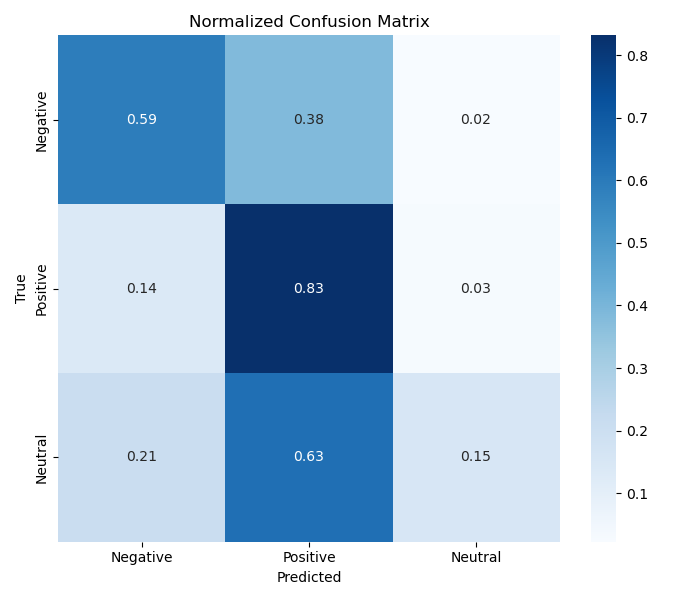 Normalized Confusion Matrix
True
Negative
0.59 0.38 0.02
Positive
0.14 0.83 0.03
Neutral
0.21 0.63 0.15
Negative Positive Neutral
Predicted
0.8
0.7
0.6
0.5
0.4
0.3
0.2
0.1